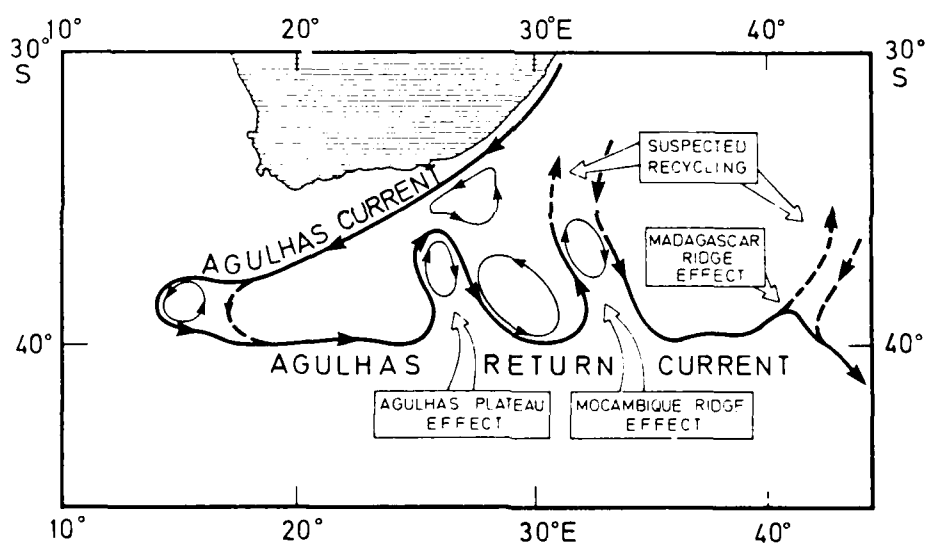 10° 20° 30°E 40°
30° 30°
S S
SUSPECTED
RECYCLING
AGULHAS CURRENT
MADAGASCAR
RIDGE
EFFECT
40° 40°
AGULHAS RETURN CURRENT
AGULHAS PLATEAU
EFFECT
MOCAMBIQUE RIDGE
EFFECT
10° 20° 30°E 40°